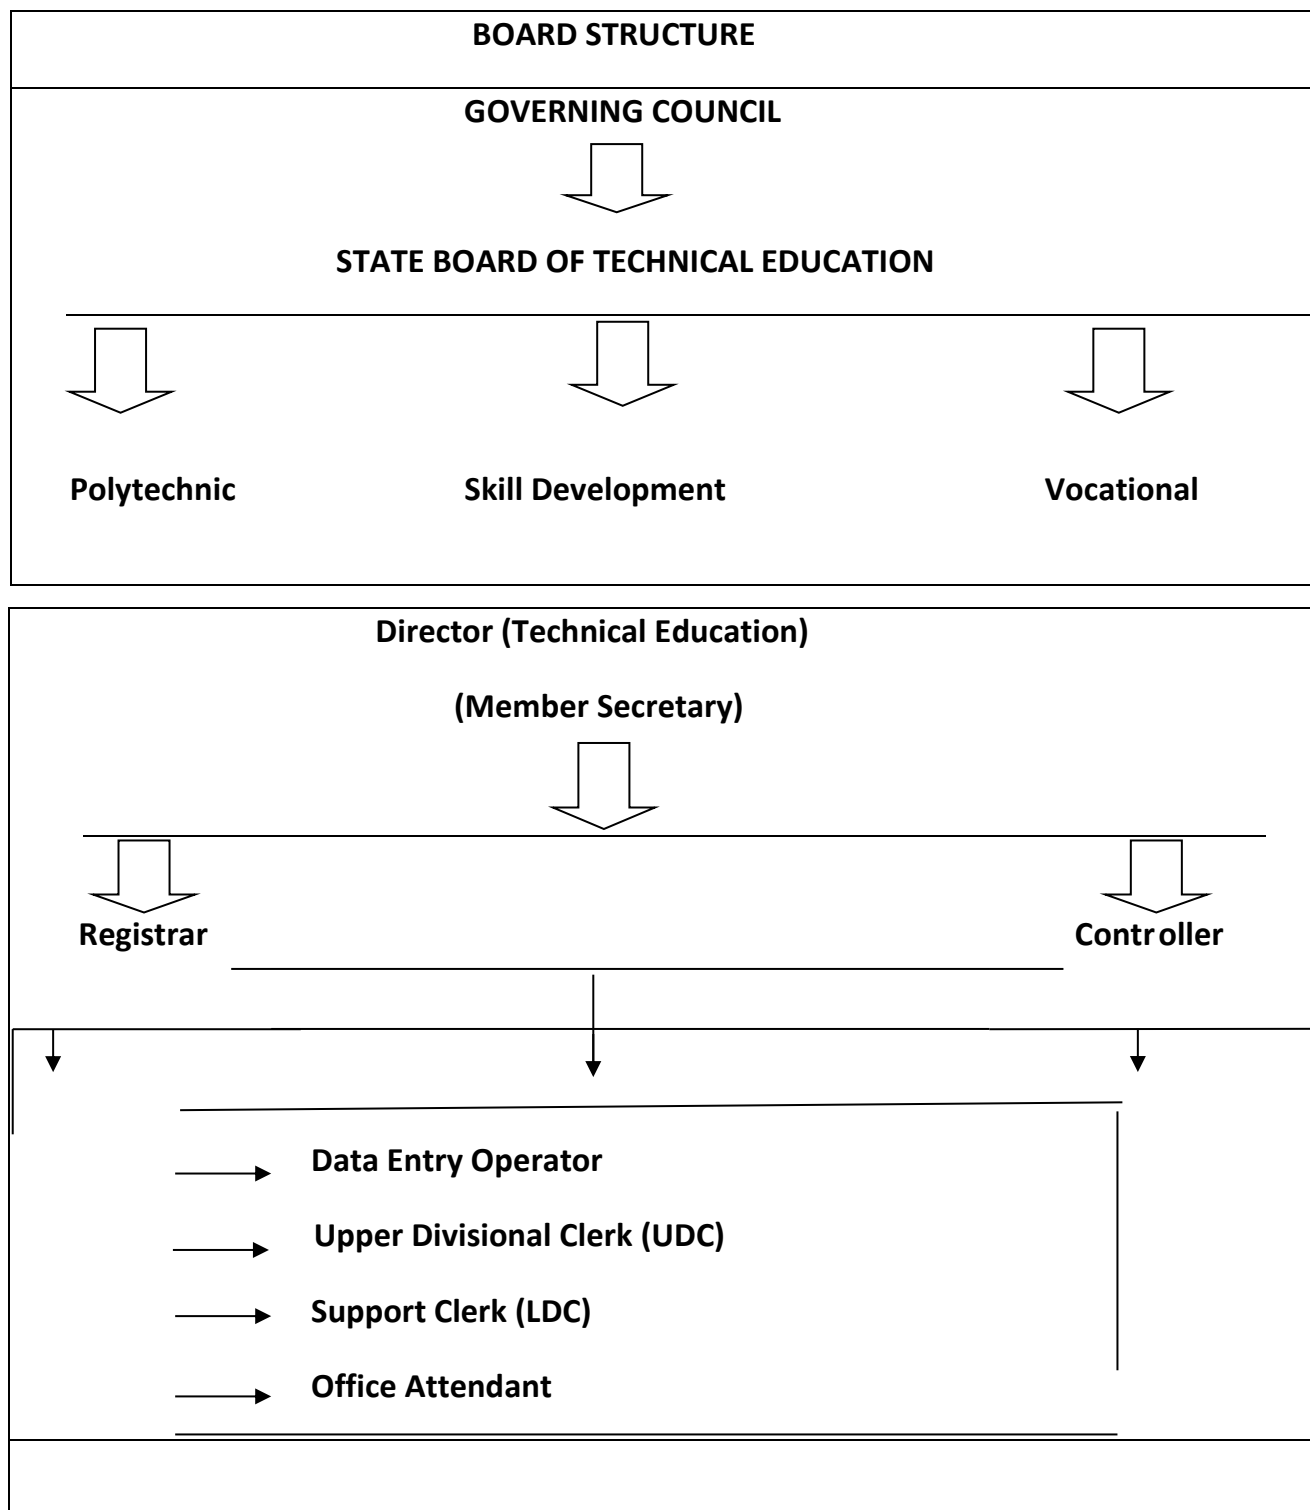 BOARD STRUCTURE
GOVERNING COUNCIL
STATE BOARD OF TECHNICAL EDUCATION
Polytechnic Skill Development Vocational
Director (Technical Education)
(Member Secretary)
Registrar Controller
Data Entry Operator
Upper Divisional Clerk (UDC)
Support Clerk (LDC)
Office Attendant